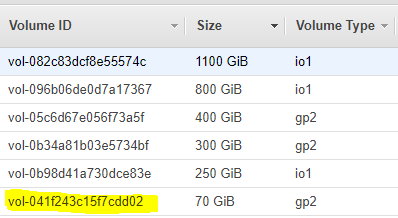 Volume ID Size Volume Type
vol-082c83dcf8e55574c 1100 GiB io1
vol-096b06de0d7a17367 800 GiB io1
vol-05c6d67e056f73a5f 400 GiB gp2
vol-0b34a81b03e5734bf 300 GiB gp2
vol-0b98d41a730dce83e 250 GiB io1
vol-041f243c15f7cdd02 70 GiB gp2